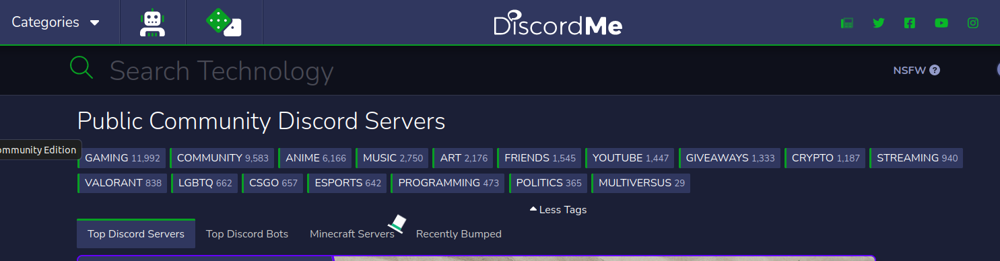 Categories
DiscordMe
Search Technology
NSFW ?
Public Community Discord Servers
ommunity Edition
GAMING 11,992 COMMUNITY 9,583 ANIME 6,166 MUSIC 2,750 ART 2,176 FRIENDS 1,545 YOUTUBE 1,447 GIVEAWAYS 1,333 CRYPTO 1,187 STREAMING 940
VALORANT 838 LGBTQ 662 CSGO 657 ESPORTS 642 PROGRAMMING 473 POLITICS 365 MULTIVERSUS 29
Less Tags
Top Discord Servers Top Discord Bots Minecraft Servers Recently Bumped